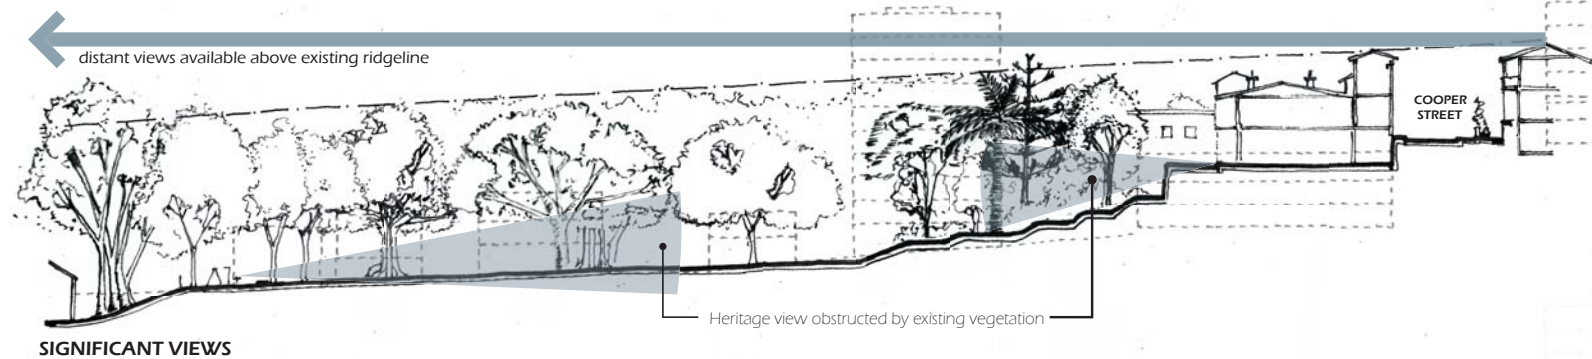 distant views available above existing ridgeline
COOPER
STREET
Heritage view obstructed by existing vegetation
SIGNIFICANT VIEWS